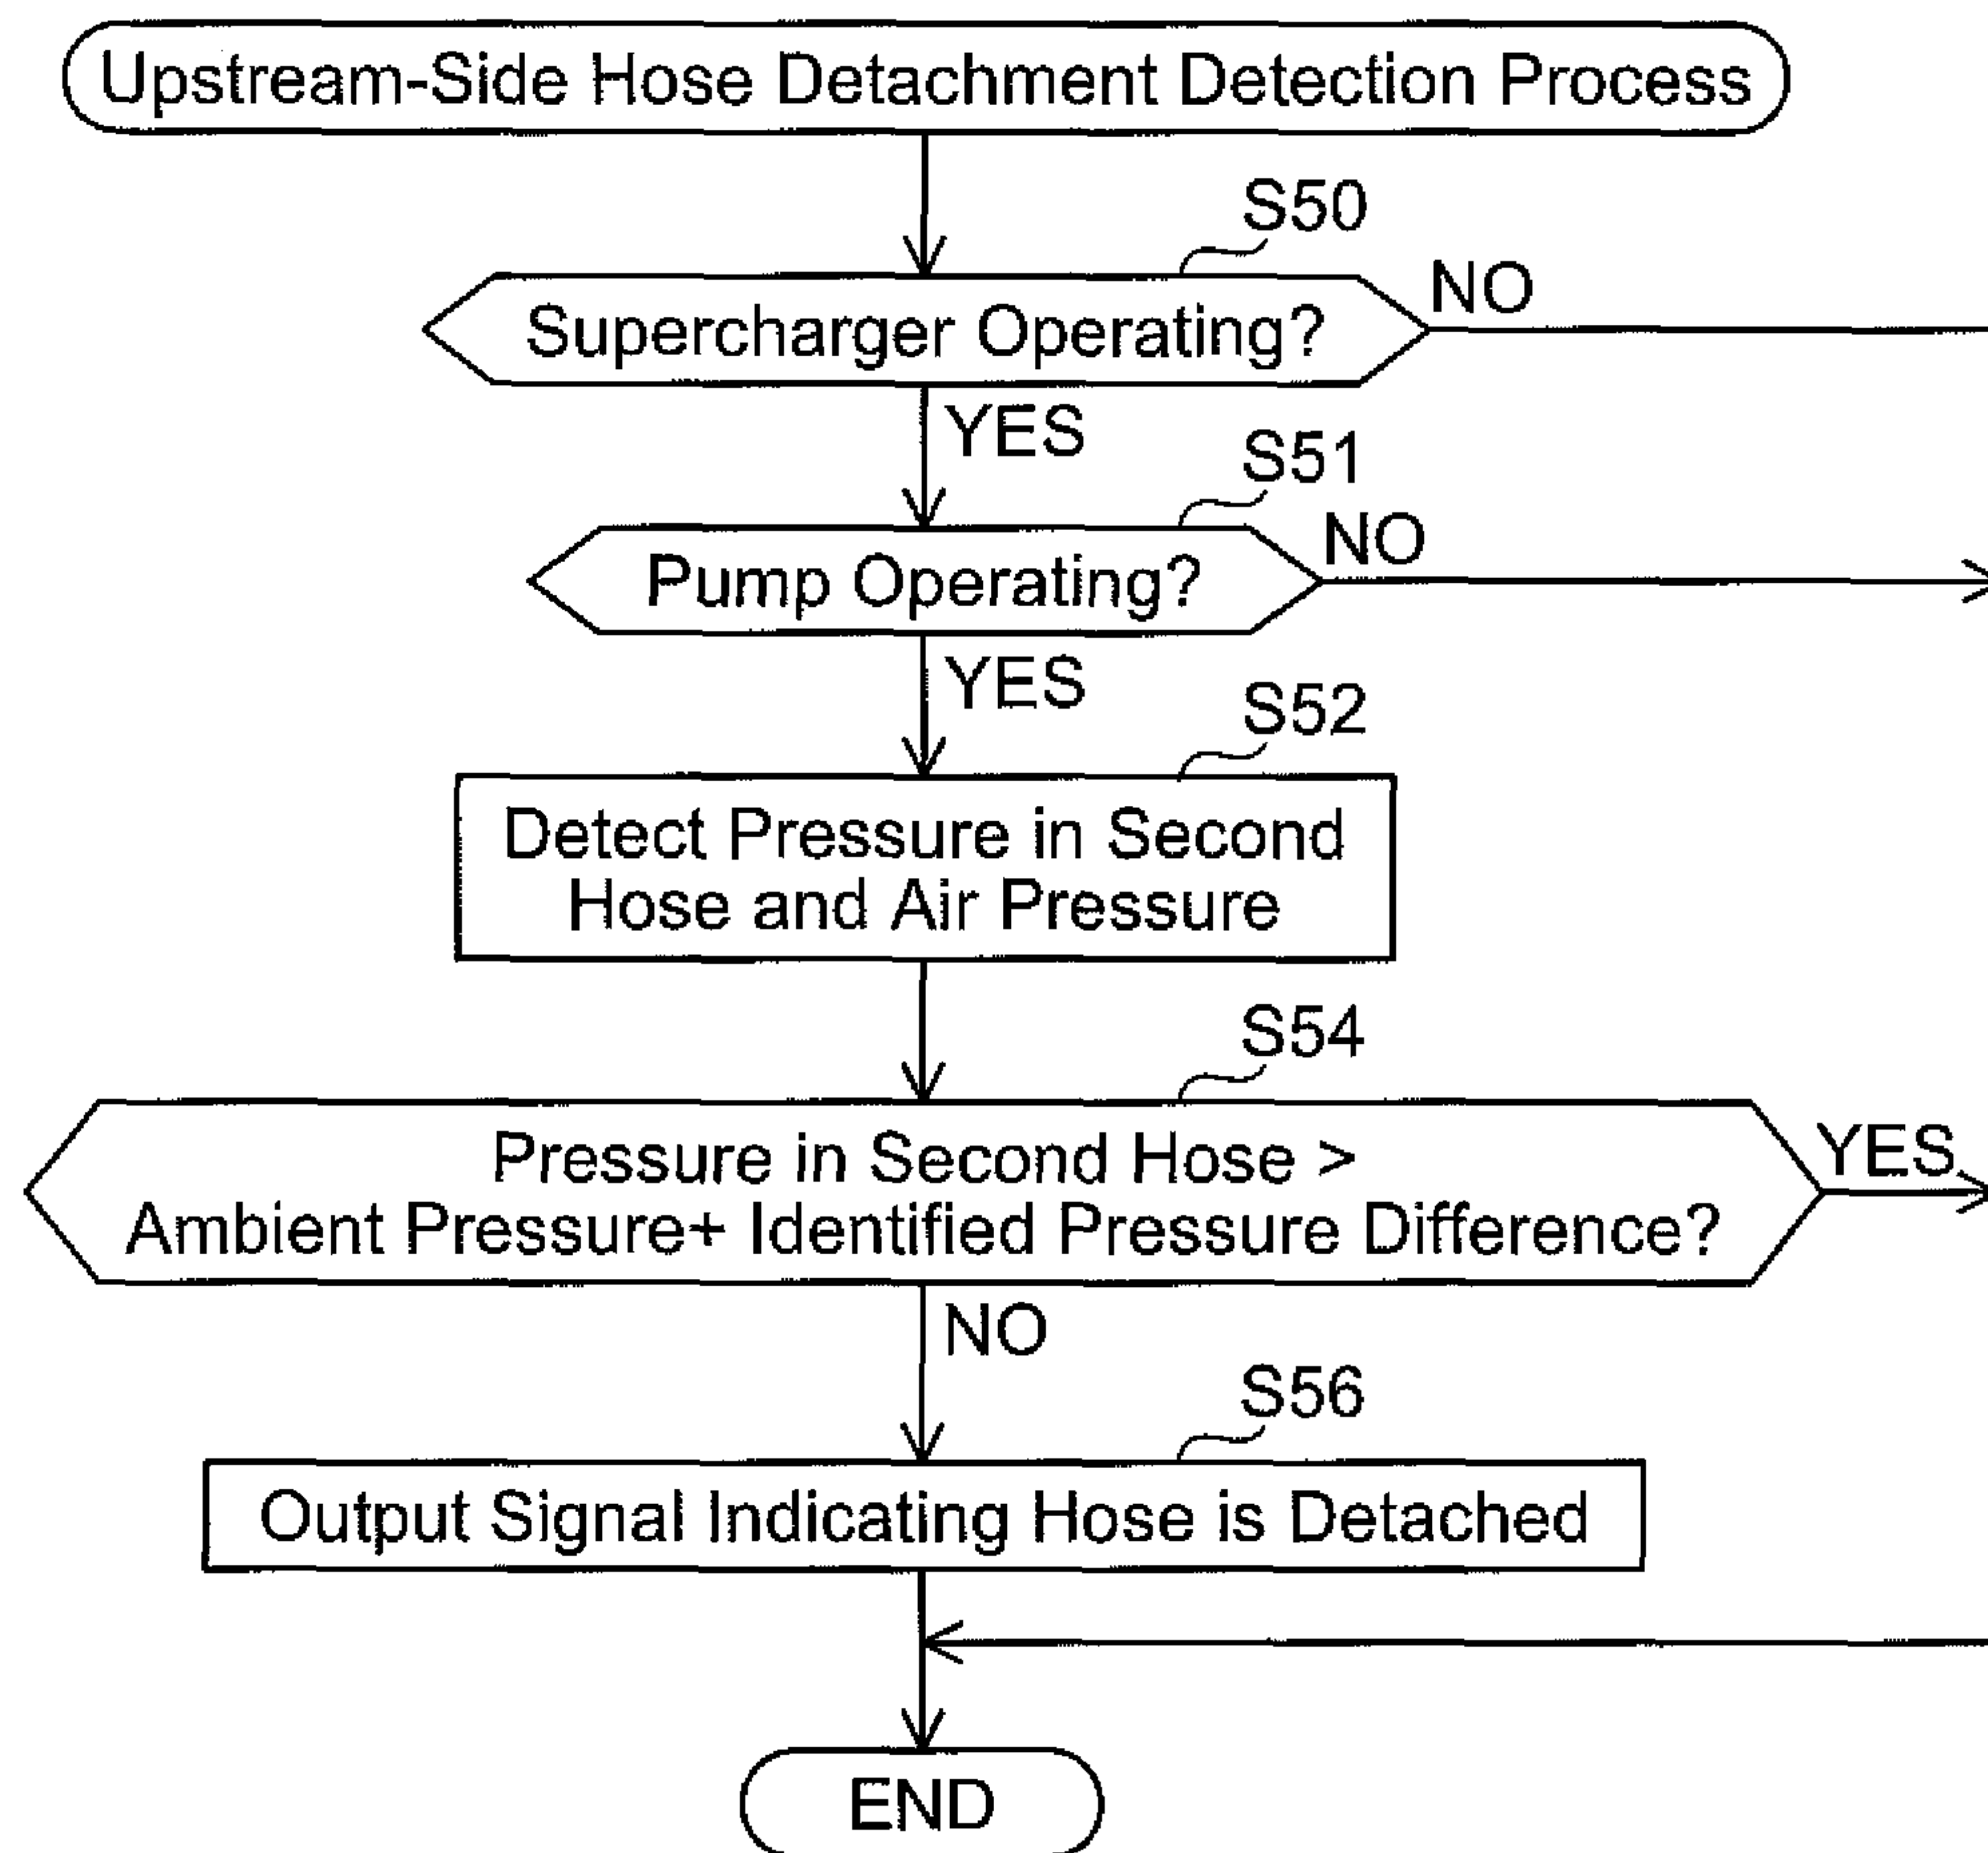 Upstream-Side Hose Detachment Detection Process
S50
Supercharger Operating?
NO
YES
S51
Pump Operating?
NO
YES
S52
Detect Pressure in Second
Hose and Air Pressure
S54
Pressure in Second Hose >
Ambient Pressure+ Identified Pressure Difference?
YES
NO
S56
Output Signal Indicating Hose is Detached
END